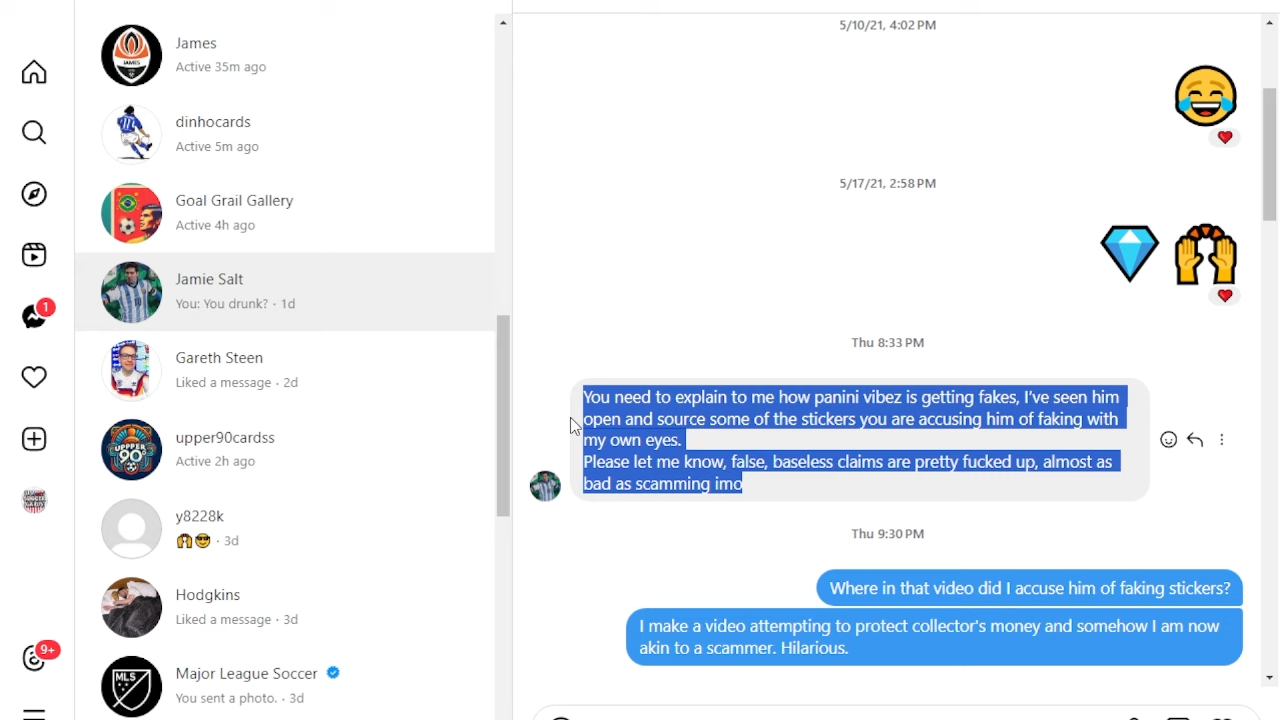 James
Active 35m ago
dinhocards
Active 5m ago
Goal Grail Gallery
Active 4h ago
Jamie Salt
You: You drunk? · 1d
Gareth Steen
Liked a message · 2d
upper90cardss
Active 2h ago
y8228k
🙌😎 · 3d
Hodgkins
Liked a message · 3d
Major League Soccer
You sent a photo. · 3d
1
9+
JAMES
UPPPER
90'
MLS
5/10/21, 4:02 PM
5/17/21, 2:58 PM
Thu 8:33 PM
You need to explain to me how panini vibez is getting fakes, I've seen him
open and source some of the stickers you are accusing him of faking with
my own eyes.
Please let me know, false, baseless claims are pretty fucked up, almost as
bad as scamming imo
Thu 9:30 PM
Where in that video did I accuse him of faking stickers?
I make a video attempting to protect collector's money and somehow I am now
akin to a scammer. Hilarious.